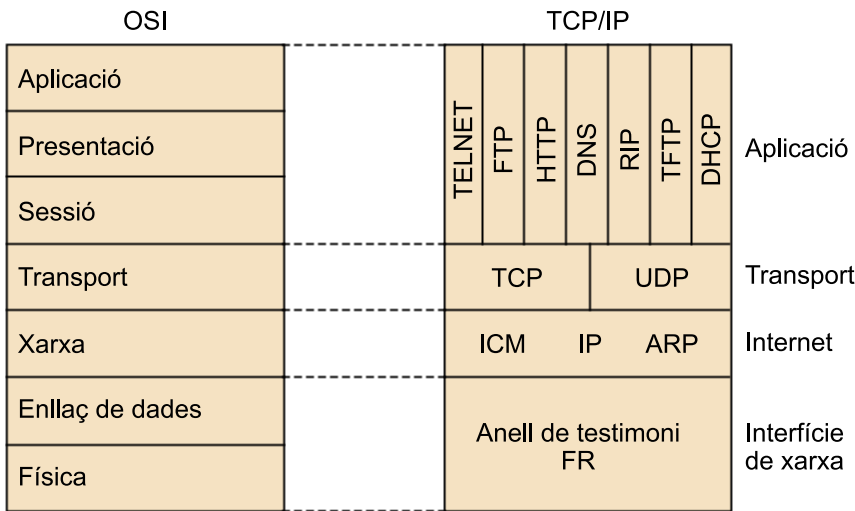 OSI
TCP/IP
Aplicació
Presentació
Sessió
Transport
Xarxa
Enllaç de dades
Física
TELNET
FTP
HTTP
DNS
RIP
TFTP
DHCP
TCP
UDP
ICM
IP
ARP
Anell de testimoni
FR
Aplicació
Transport
Internet
Interfície
de xarxa